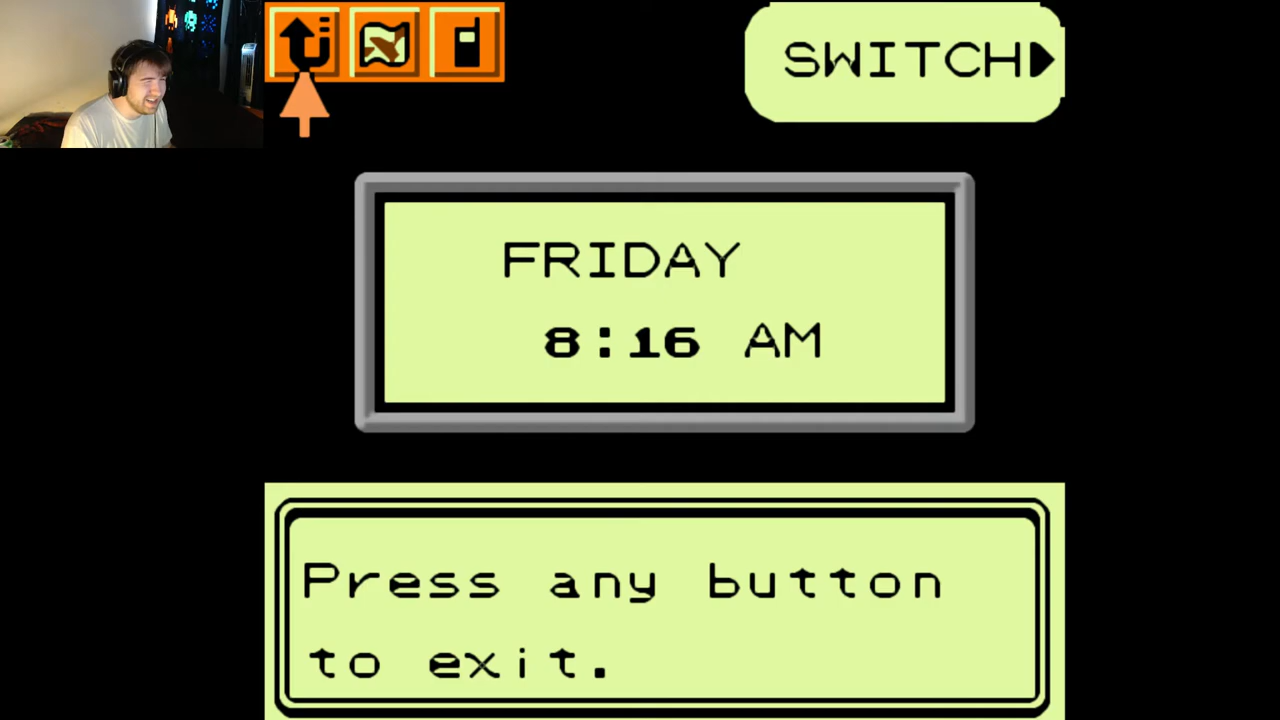 SWITCH▶
FRIDAY
8:16 AM
Press any button
to exit.